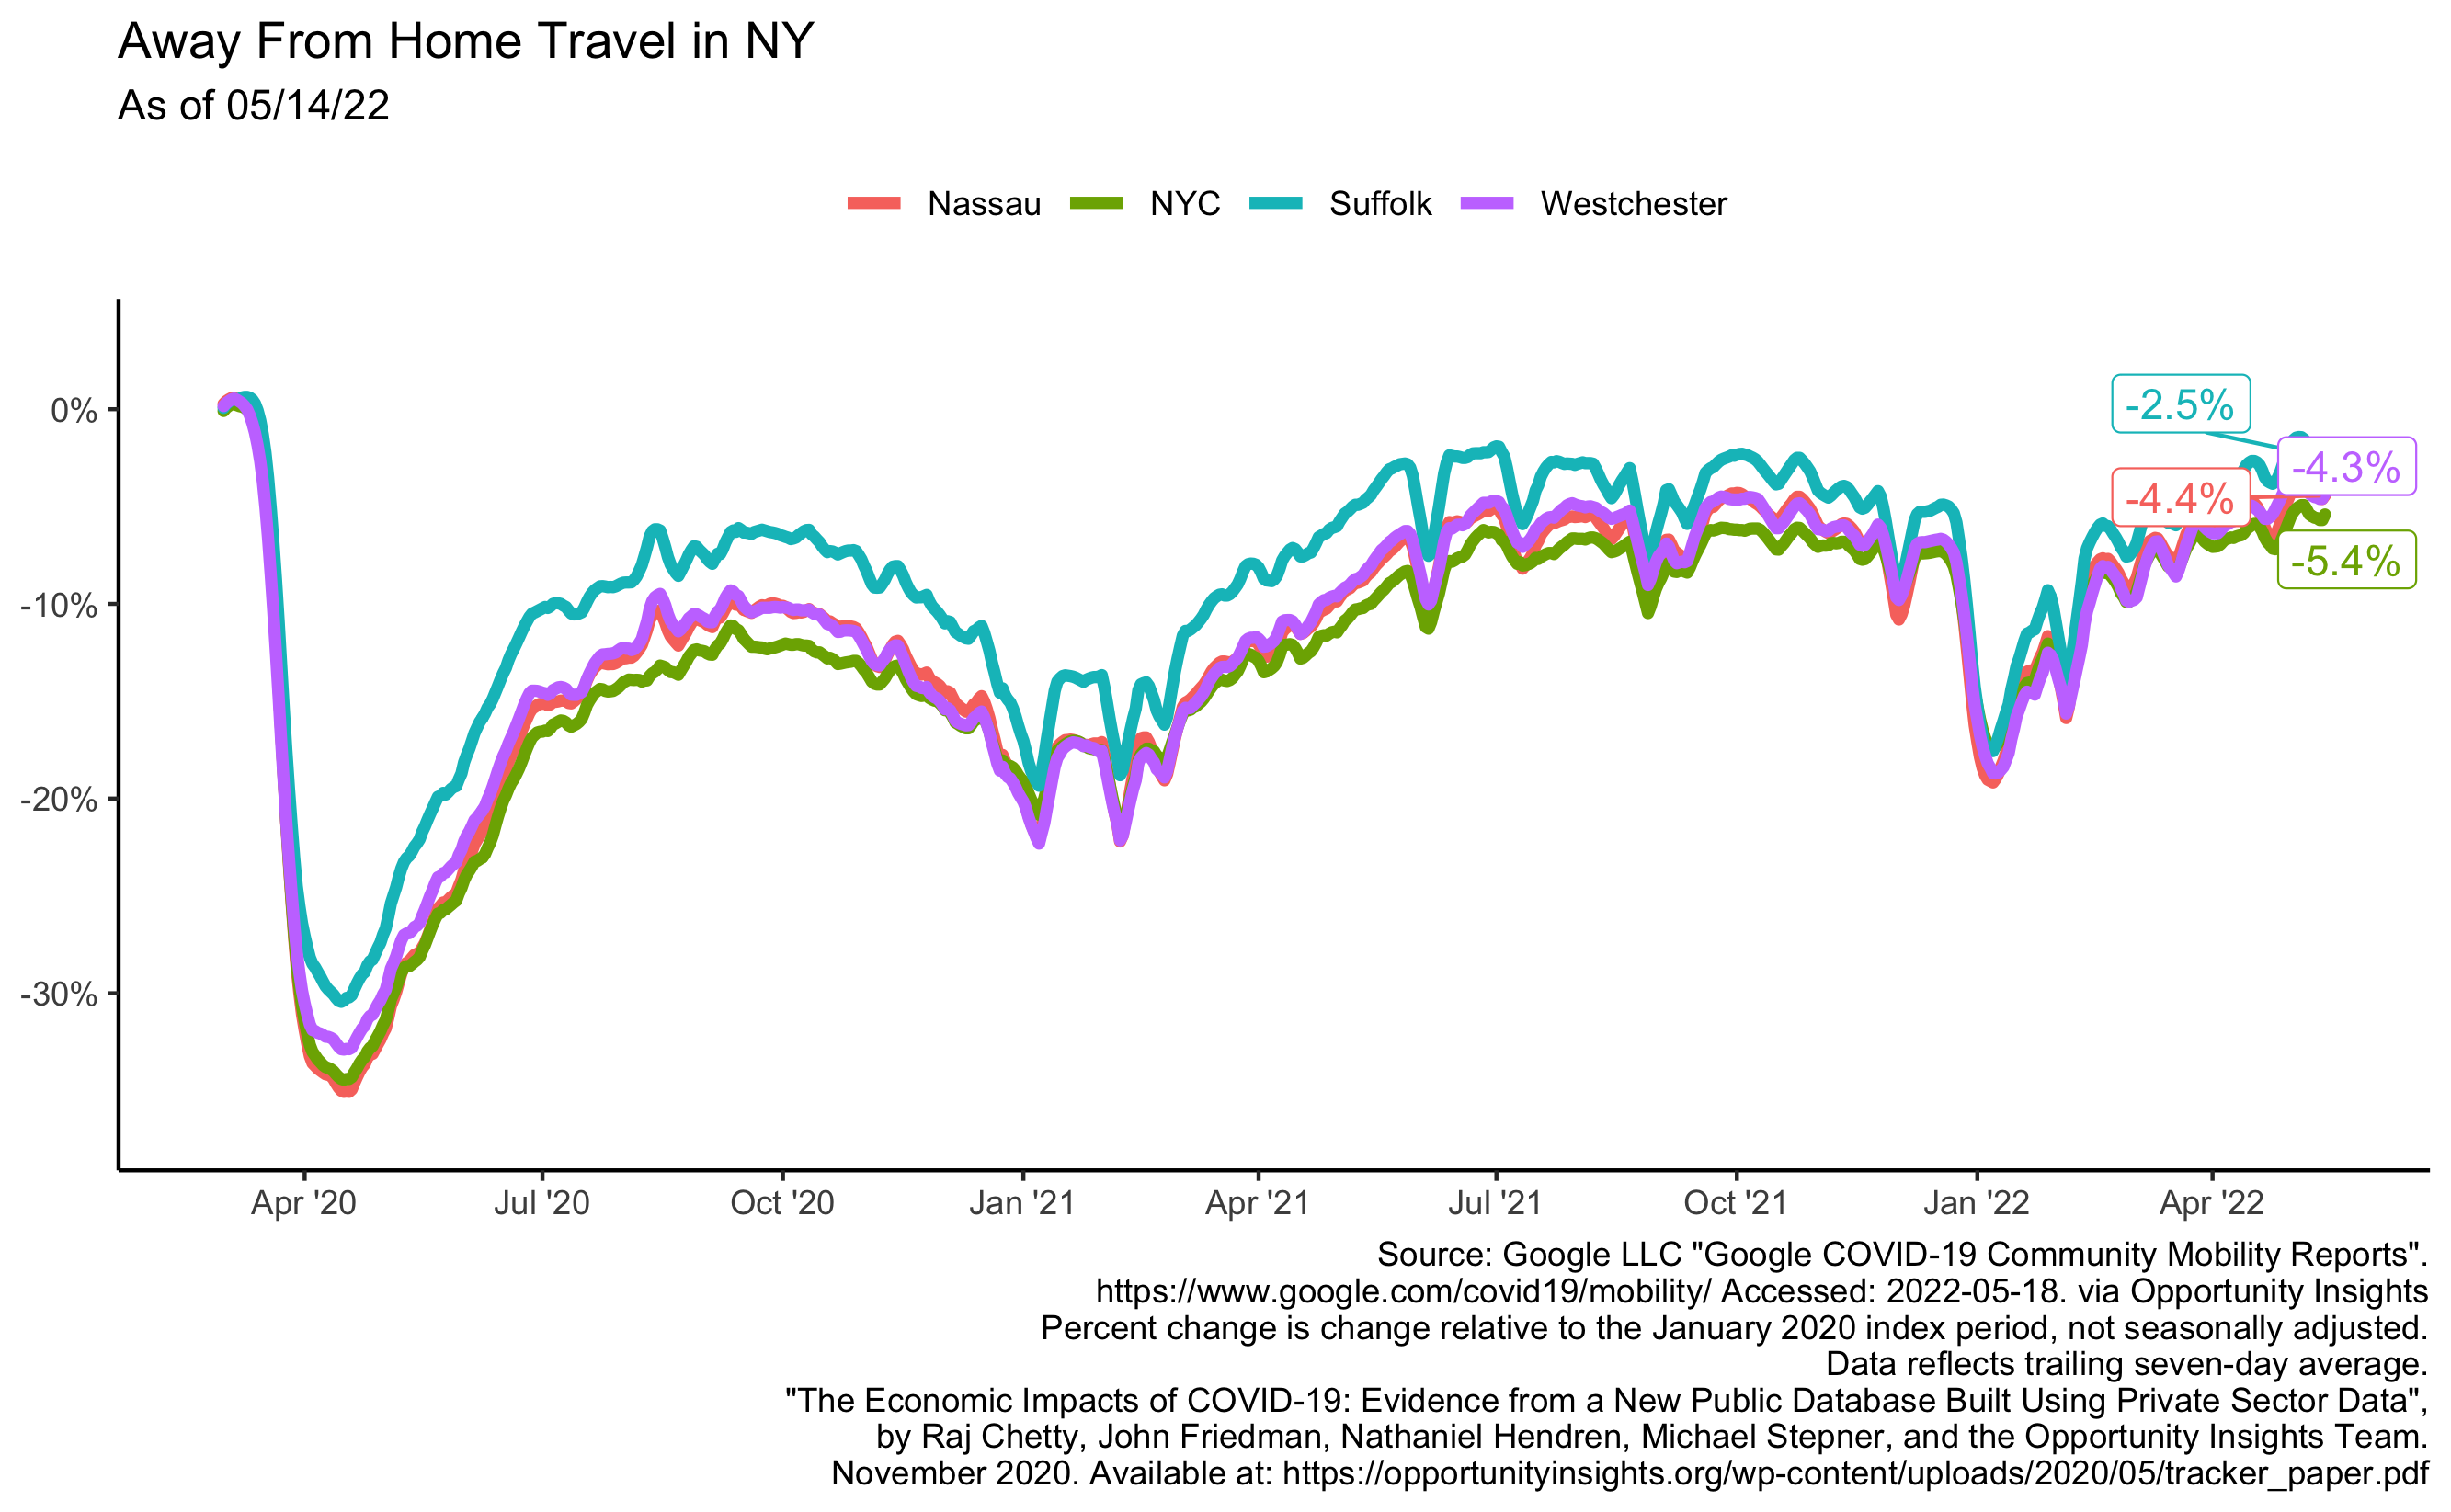 Away From Home Travel in NY
As of 05/14/22
Nassau NYC Suffolk Westchester
0%
-10%
-20%
-30%
-2.5%
-4.3%
-4.4%
-5.4%
Apr '20 Jul '20 Oct '20 Jan '21 Apr '21 Jul '21 Oct '21 Jan '22 Apr '22
Source: Google LLC "Google COVID-19 Community Mobility Reports".
https://www.google.com/covid19/mobility/ Accessed: 2022-05-18. via Opportunity Insights
Percent change is change relative to the January 2020 index period, not seasonally adjusted.
Data reflects trailing seven-day average.
"The Economic Impacts of COVID-19: Evidence from a New Public Database Built Using Private Sector Data",
by Raj Chetty, John Friedman, Nathaniel Hendren, Michael Stepner, and the Opportunity Insights Team.
November 2020. Available at: https://opportunityinsights.org/wp-content/uploads/2020/05/tracker_paper.pdf